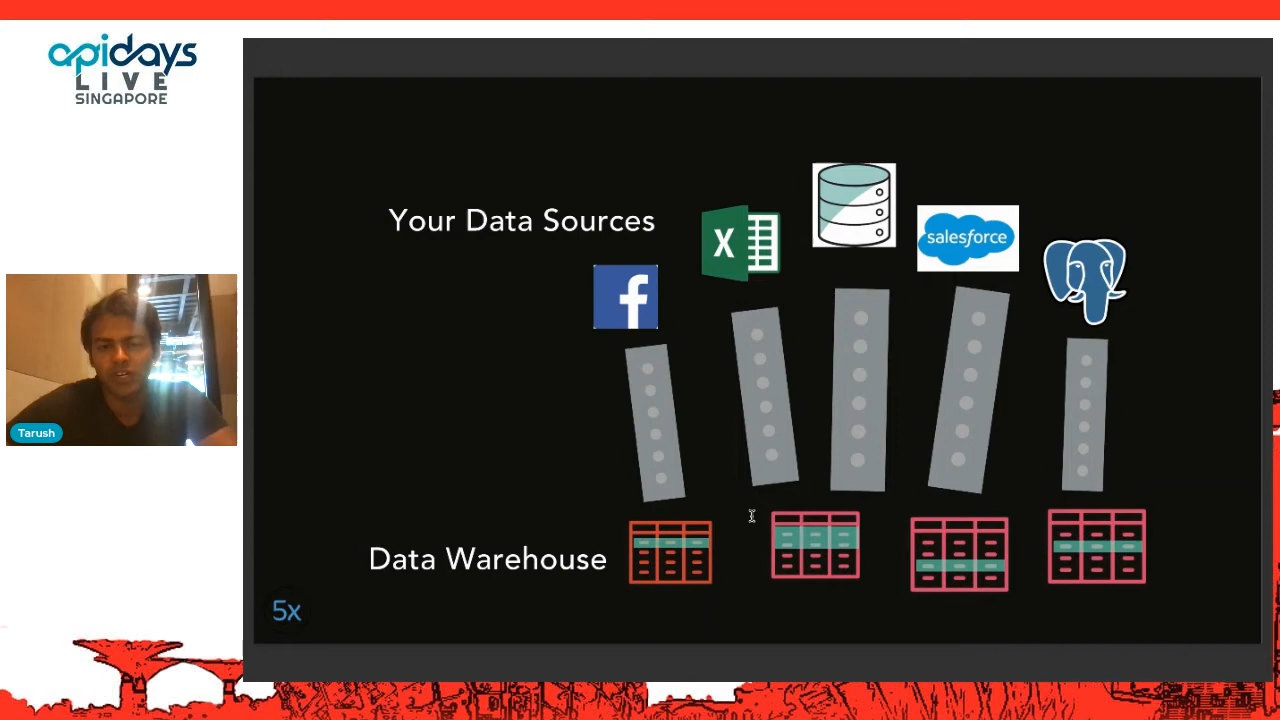 apidays
LIVE
SINGAPORE
Your Data Sources
X
salesforce
f
Tarush
Data Warehouse
5x